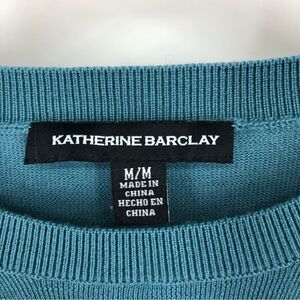 KATHERINE BARCLAY
M/M
MADE IN
CHINA
HECHO EN
CHINA